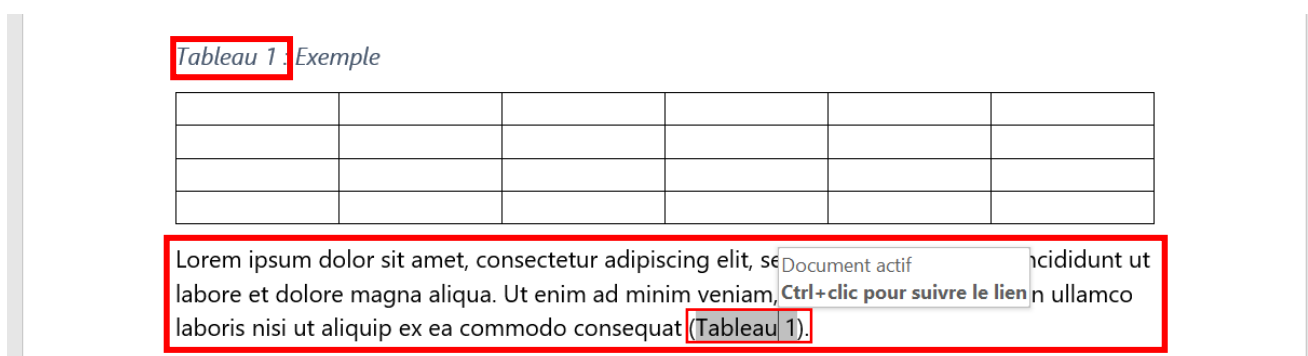 Tableau 1 : Exemple
Lorem ipsum dolor sit amet, consectetur adipiscing elit, se
Document actif
ncididunt ut
labore et dolore magna aliqua. Ut enim ad minim veniam,
Ctrl+clic pour suivre le lien
n ullamco
laboris nisi ut aliquip ex ea commodo consequat (Tableau 1).